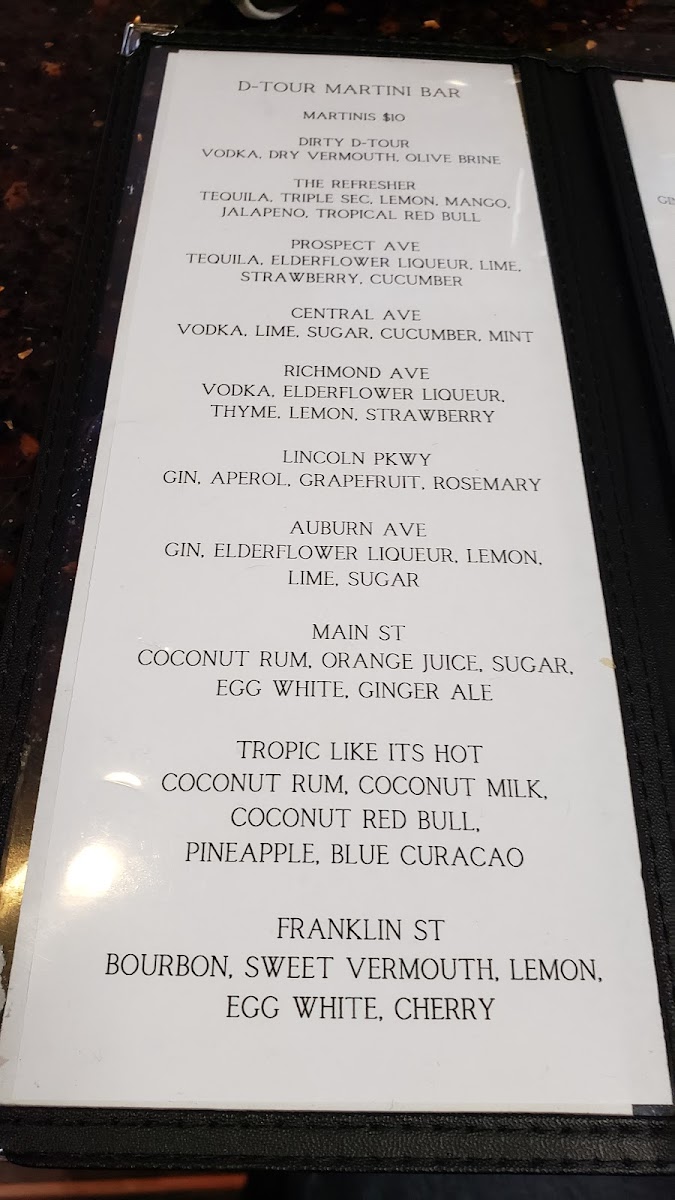 D-TOUR MARTINI BAR
MARTINIS $10
DIRTY D-TOUR
VODKA, DRY VERMOUTH, OLIVE BRINE
THE REFRESHER
TEQUILA, TRIPLE SEC, LEMON, MANGO,
JALAPENO, TROPICAL RED BULL
PROSPECT AVE
TEQUILA, ELDERFLOWER LIQUEUR, LIME,
STRAWBERRY, CUCUMBER
CENTRAL AVE
VODKA, LIME, SUGAR, CUCUMBER, MINT
RICHMOND AVE
VODKA, ELDERFLOWER LIQUEUR,
THYME, LEMON, STRAWBERRY
LINCOLN PKWY
GIN, APEROL, GRAPEFRUIT, ROSEMARY
AUBURN AVE
GIN, ELDERFLOWER LIQUEUR, LEMON,
LIME, SUGAR
MAIN ST
COCONUT RUM, ORANGE JUICE, SUGAR,
EGG WHITE, GINGER ALE
TROPIC LIKE ITS HOT
COCONUT RUM, COCONUT MILK,
COCONUT RED BULL,
PINEAPPLE, BLUE CURACAO
FRANKLIN ST
BOURBON, SWEET VERMOUTH, LEMON,
EGG WHITE, CHERRY